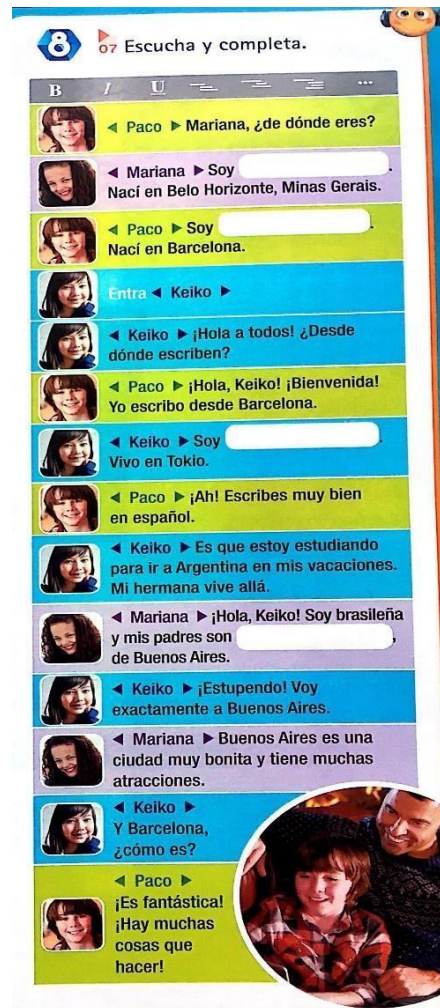 8 07 Escucha y completa.
B I U ...
◄ Paco ► Mariana, ¿de dónde eres?
◄ Mariana ► Soy .
Nací en Belo Horizonte, Minas Gerais.
◄ Paco ► Soy .
Nací en Barcelona.
Entra ◄ Keiko ►
◄ Keiko ► ¡Hola a todos! ¿Desde
dónde escriben?
◄ Paco ► ¡Hola, Keiko! ¡Bienvenida!
Yo escribo desde Barcelona.
◄ Keiko ► Soy .
Vivo en Tokio.
◄ Paco ► ¡Ah! Escribes muy bien
en español.
◄ Keiko ► Es que estoy estudiando
para ir a Argentina en mis vacaciones.
Mi hermana vive allá.
◄ Mariana ► ¡Hola, Keiko! Soy brasileña
y mis padres son ,
de Buenos Aires.
◄ Keiko ► ¡Estupendo! Voy
exactamente a Buenos Aires.
◄ Mariana ► Buenos Aires es una
ciudad muy bonita y tiene muchas
atracciones.
◄ Keiko ►
Y Barcelona,
¿cómo es?
◄ Paco ►
¡Es fantástica!
¡Hay muchas
cosas que
hacer!